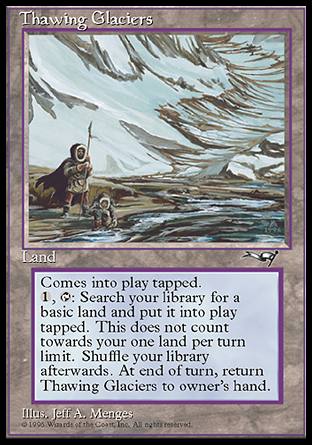 Thawing Glaciers
1996
Land
Comes into play tapped.
1, T: Search your library for a
basic land and put it into play
tapped. This does not count
towards your one land per turn
limit. Shuffle your library
afterwards. At end of turn, return
Thawing Glaciers to owner's hand.
Illus. Jeff A. Menges
© 1996 Wizards of the Coast, Inc. All rights reserved.